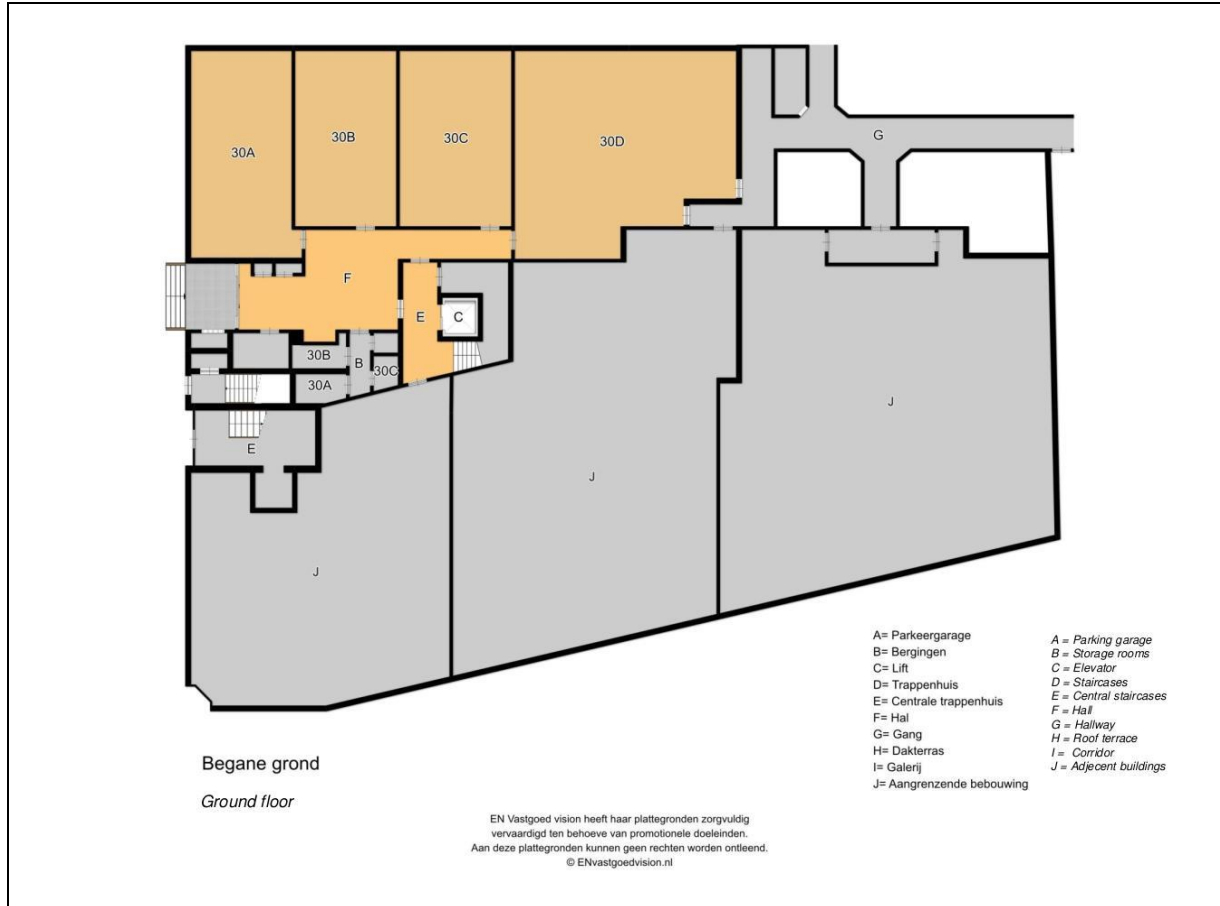 30A
30B
30C
30D
G
F
E
C
30B
B
30A
30C
E
J
J
J
A= Parkeergarage
B= Bergingen
C= Lift
D= Trappenhuis
E= Centrale trappenhuis
F= Hal
G= Gang
H= Dakterras
I= Galerij
J= Aangrenzende bebouwing
A = Parking garage
B = Storage rooms
C = Elevator
D = Staircases
E = Central staircases
F = Hall
G = Hallway
H = Roof terrace
I = Corridor
J = Adjecent buildings
Begane grond
Ground floor
EN Vastgoed vision heeft haar plattegronden zorgvuldig
vervaardigd ten behoeve van promotionele doeleinden.
Aan deze plattegronden kunnen geen rechten worden ontleend.
© ENvastgoedvision.nl